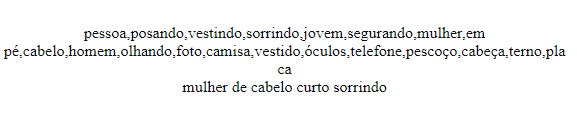 pessoa,posando,vestindo,sorrindo,jovem,segurando,mulher,em
pé,cabelo,homem,olhando,foto,camisa,vestido,óculos,telefone,pescoço,cabeça,terno,pla
ca
mulher de cabelo curto sorrindo